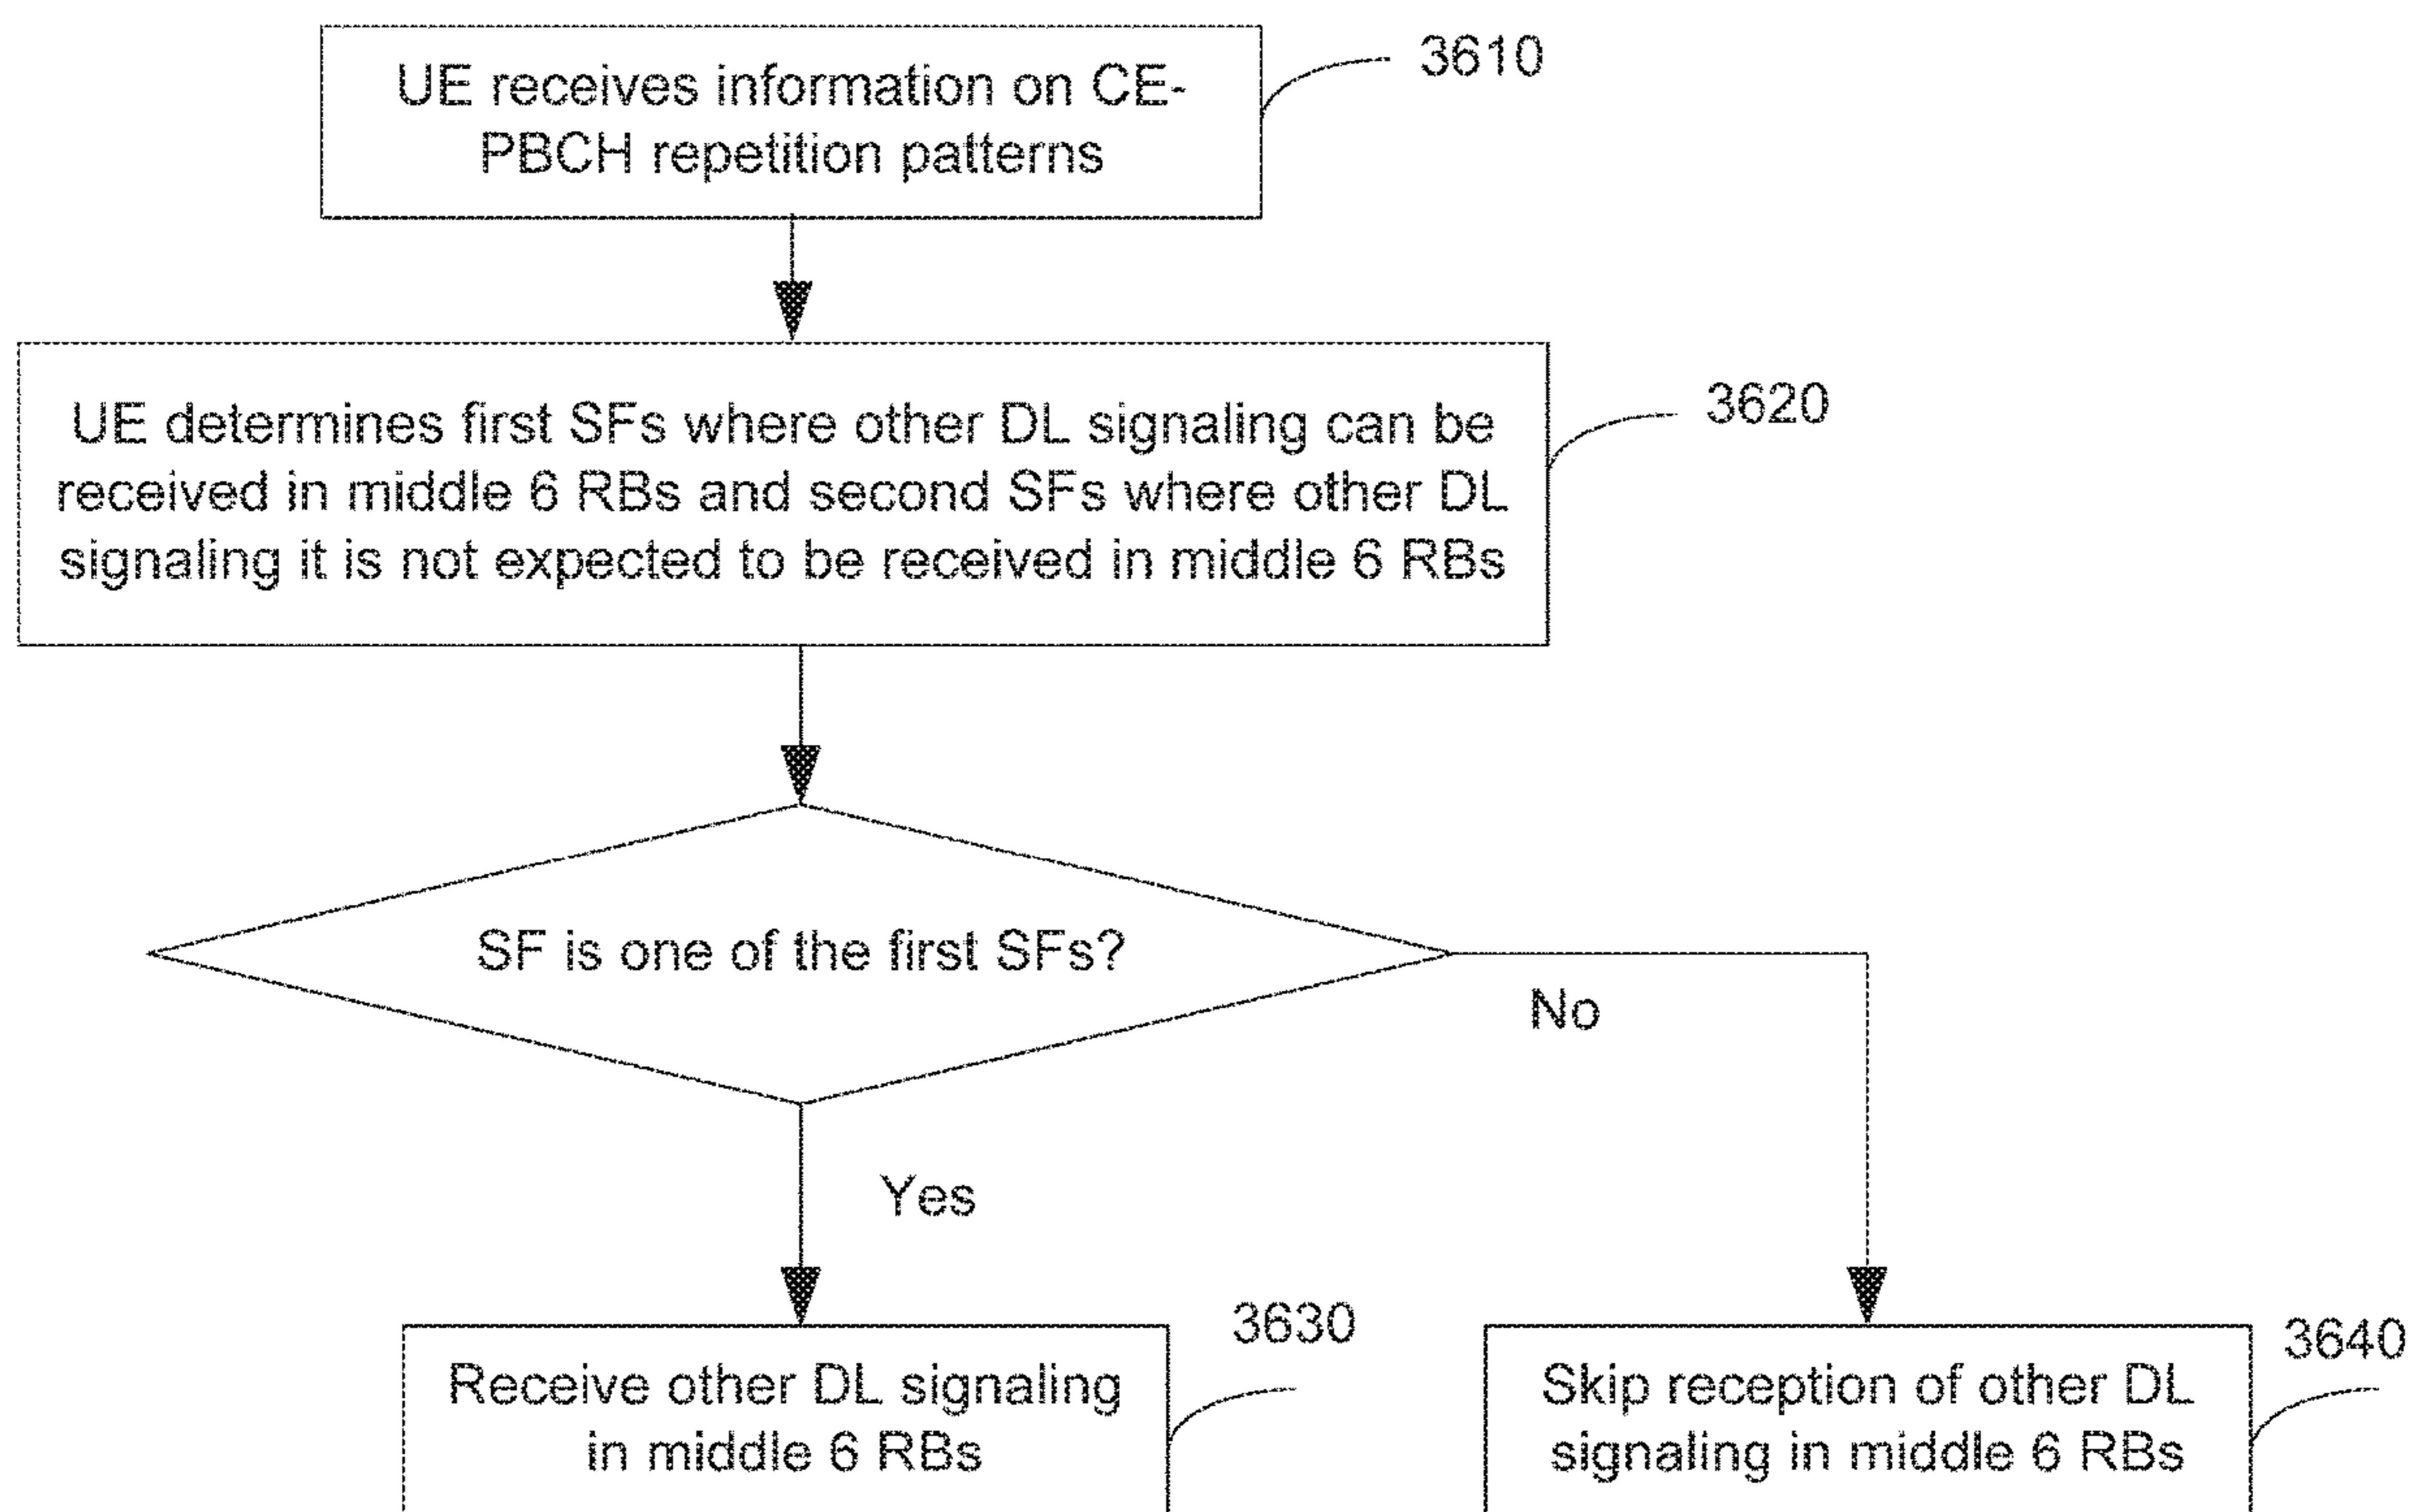 UE receives information on CE-
PBCH repetition patterns
3610
UE determines first SFs where other DL signaling can be
received in middle 6 RBs and second SFs where other DL
signaling it is not expected to be received in middle 6 RBs
3620
SF is one of the first SFs?
No
Yes
Receive other DL signaling
in middle 6 RBs
3630
Skip reception of other DL
signaling in middle 6 RBs
3640